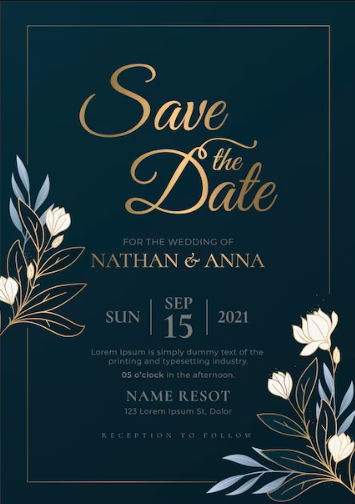 Save
the
Date
FOR THE WEDDING OF
NATHAN & ANNA
SUN
SEP
15
2021
Lorem Ipsum is simply dummy text of the
printing and typesetting industry.
05 o'clock in the afternoon.
NAME RESOT
123 Lorem Ipsum St, Dolor
RECEPTION TO FOLLOW